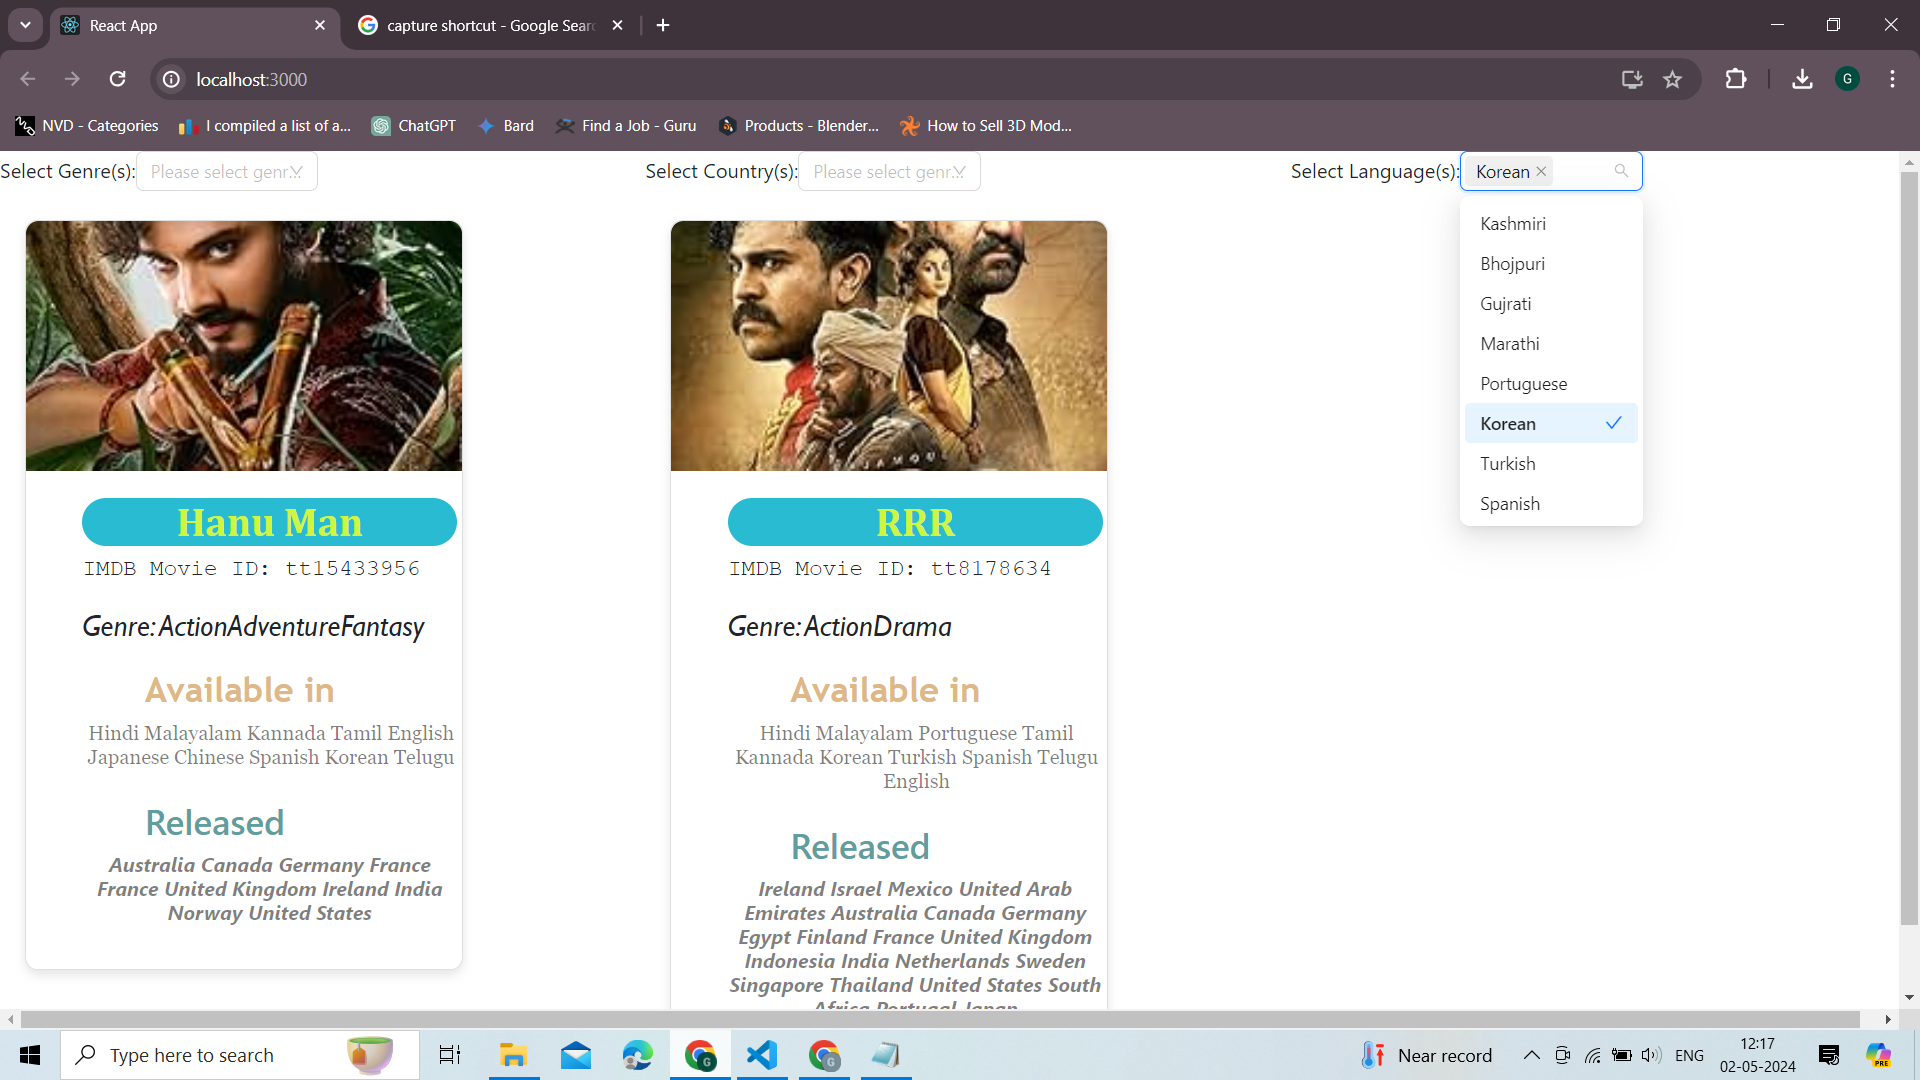 React App
capture shortcut - Google Sear
localhost:3000
G
NVD - Categories
I compiled a list of a...
ChatGPT
Bard
Find a Job - Guru
Products - Blender...
How to Sell 3D Mod...
Select Genre(s):
Please select genr...
Select Country(s):
Please select genr...
Select Language(s):
Korean
Kashmiri
Bhojpuri
Gujrati
Marathi
Portuguese
Korean
Turkish
Spanish
Hanu Man
IMDB Movie ID: tt15433956
Genre:ActionAdventureFantasy
Available in
Hindi Malayalam Kannada Tamil English
Japanese Chinese Spanish Korean Telugu
Released
Australia Canada Germany France
France United Kingdom Ireland India
Norway United States
RRR
IMDB Movie ID: tt8178634
Genre:ActionDrama
Available in
Hindi Malayalam Portuguese Tamil
Kannada Korean Turkish Spanish Telugu
English
Released
Ireland Israel Mexico United Arab
Emirates Australia Canada Germany
Egypt Finland France United Kingdom
Indonesia India Netherlands Sweden
Singapore Thailand United States South
Africa Portugal Japan
Type here to search
Near record
ENG
12:17
02-05-2024
PRE